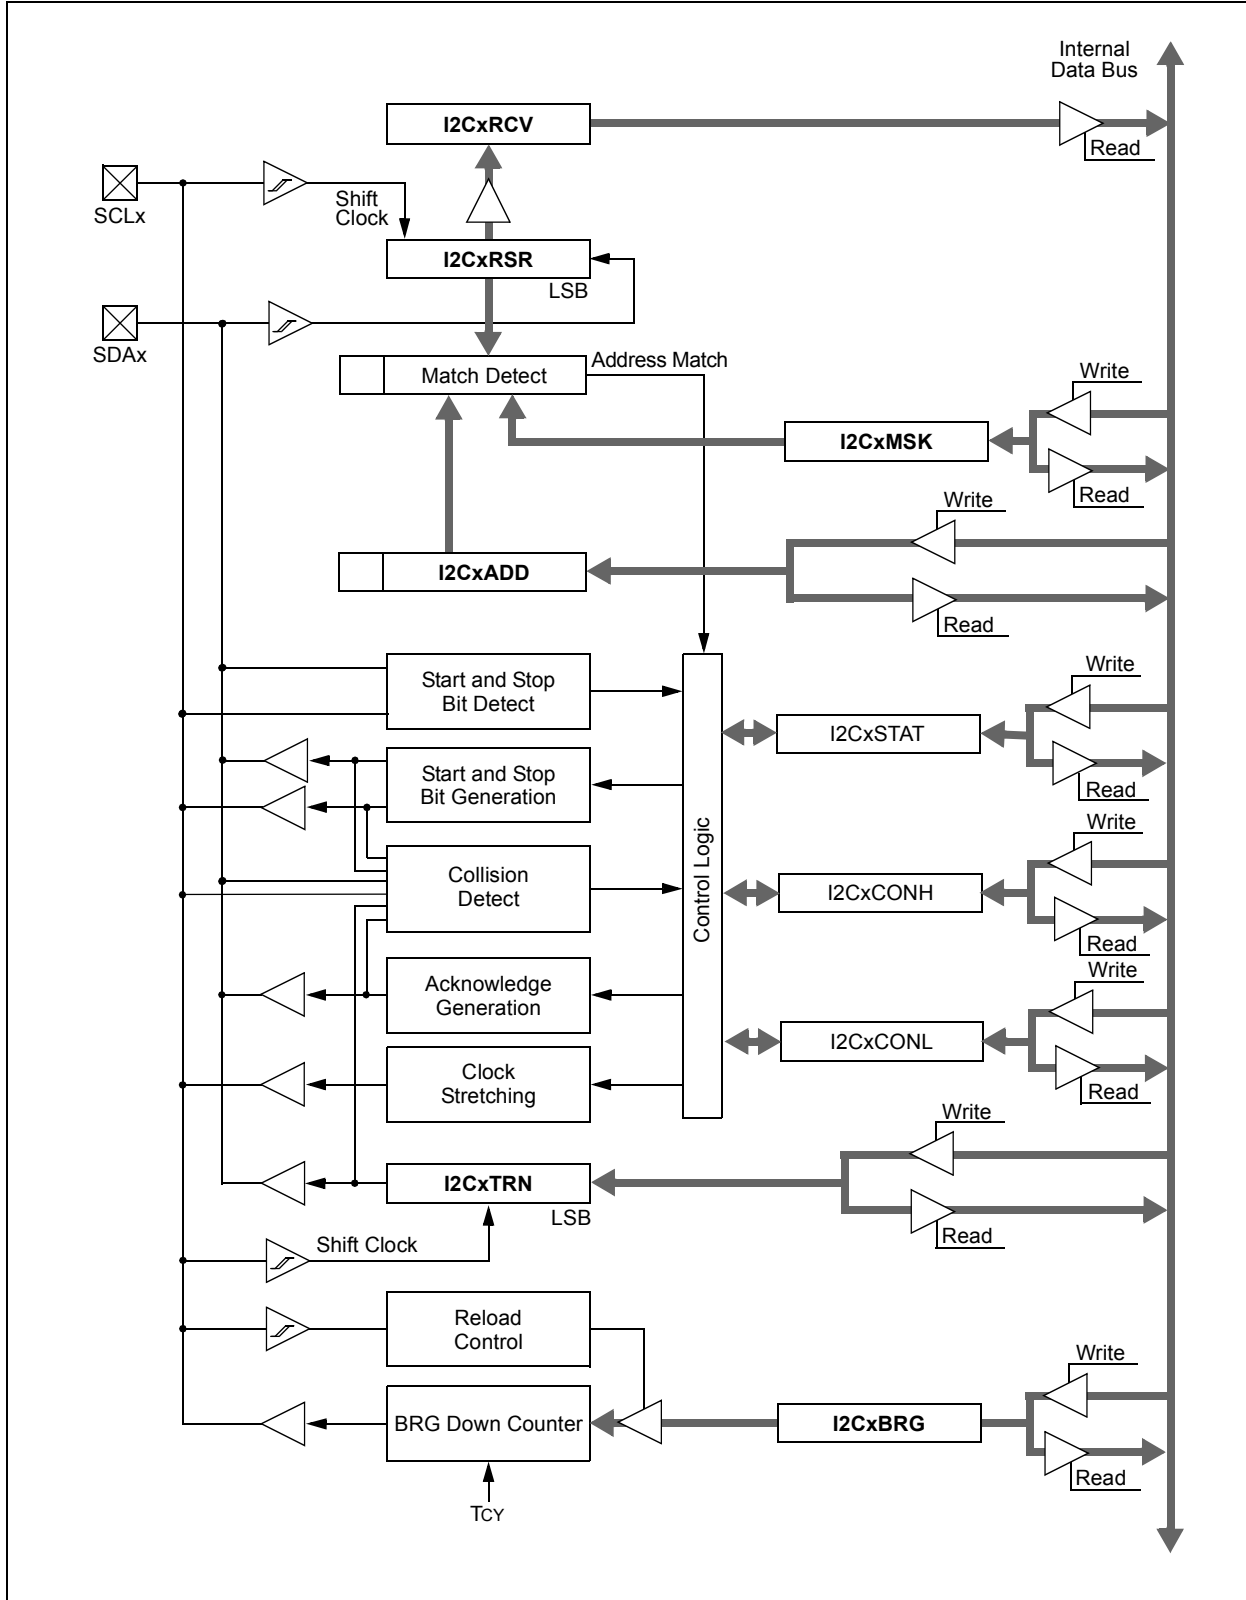 Internal
Data Bus
I2CxRCV
Read
SCLx
Shift
Clock
I2CxRSR
LSB
SDAx
Match Detect
Address Match
Write
I2CxMSK
Read
Write
I2CxADD
Read
Start and Stop
Bit Detect
Write
I2CxSTAT
Read
Start and Stop
Bit Generation
Control Logic
Write
Collision
Detect
I2CxCONH
Read
Write
Acknowledge
Generation
I2CxCONL
Read
Clock
Stretching
Write
I2CxTRN
LSB
Read
Shift Clock
Reload
Control
Write
BRG Down Counter
I2CxBRG
Read
TCY